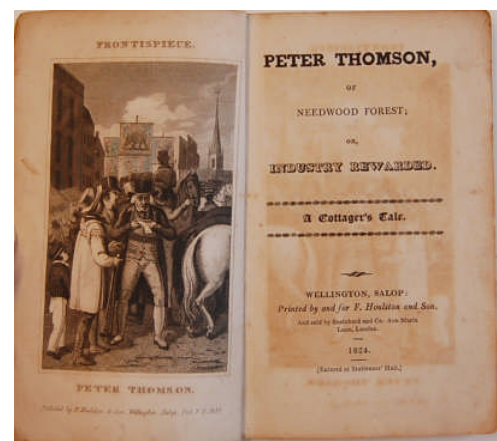 FRONTISPIECE.
PETER THOMSON.
PETER THOMSON,
OF
NEEDWOOD FOREST;
OR,
INDUSTRY REWARDED.
A Cottager's Tale.
WELLINGTON, SALOP:
Printed by and for F. Houlston and Son.
And sold by Scatcherd and Co. Ave Maria
Lane, London.
1824.
[Entered at Stationers' Hall.]